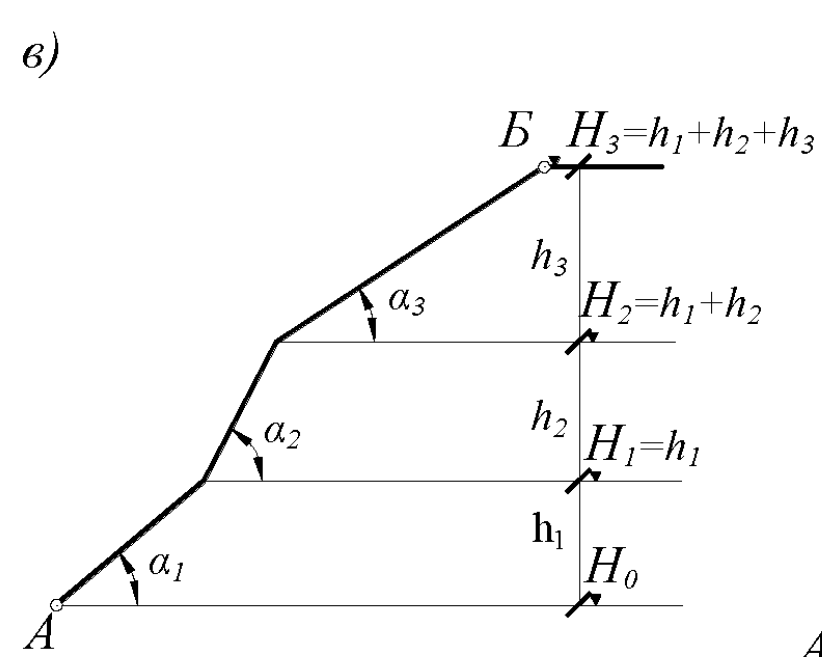 в)
Б H₃=h₁+h₂+h₃
h₃
α₃ H₂=h₁+h₂
h₂
α₂ H₁=h₁
h₁
α₁ H₀
А
А